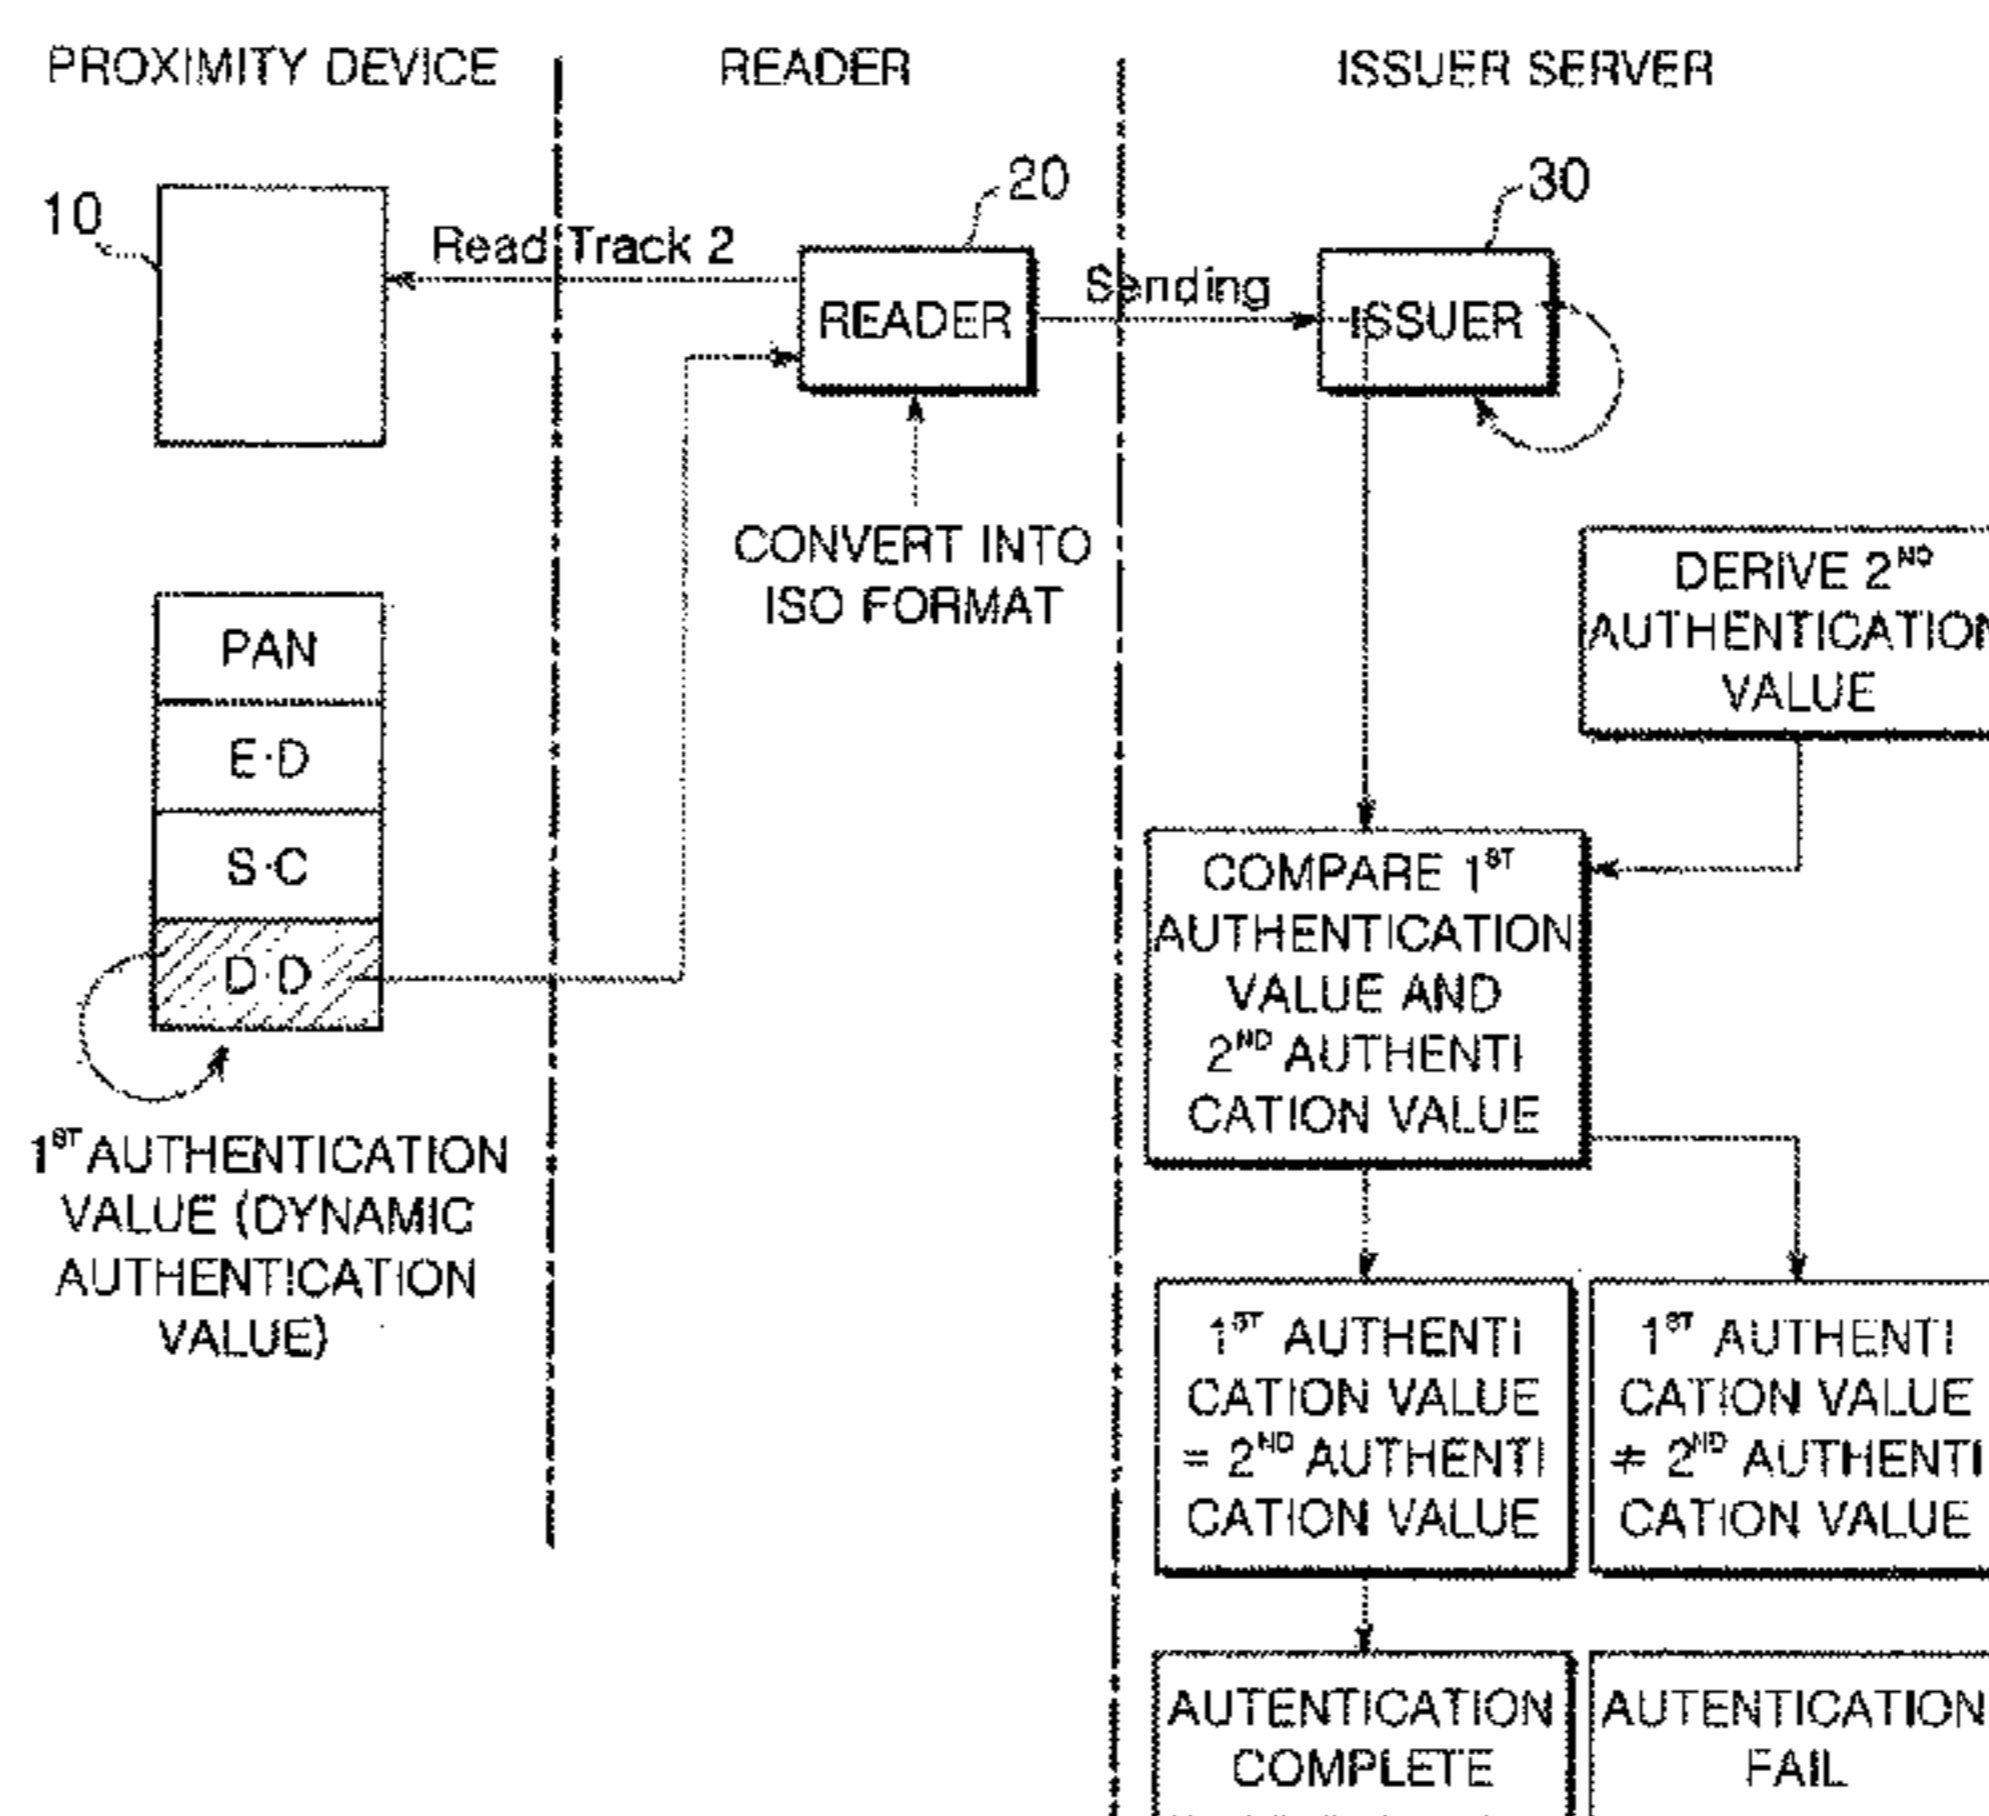 PROXIMITY DEVICE
READER
ISSUER SERVER
10
Read Track 2
20
READER
Sending
30
ISSUER
CONVERT INTO
ISO FORMAT
PAN
E·D
S·C
D·D
1ST AUTHENTICATION
VALUE (DYNAMIC
AUTHENTICATION
VALUE)
DERIVE 2ND
AUTHENTICATION
VALUE
COMPARE 1ST
AUTHENTICATION
VALUE AND
2ND AUTHENTI
CATION VALUE
1ST AUTHENTI
CATION VALUE
= 2ND AUTHENTI
CATION VALUE
1ST AUTHENTI
CATION VALUE
≠ 2ND AUTHENTI
CATION VALUE
AUTENTICATION
COMPLETE
AUTENTICATION
FAIL